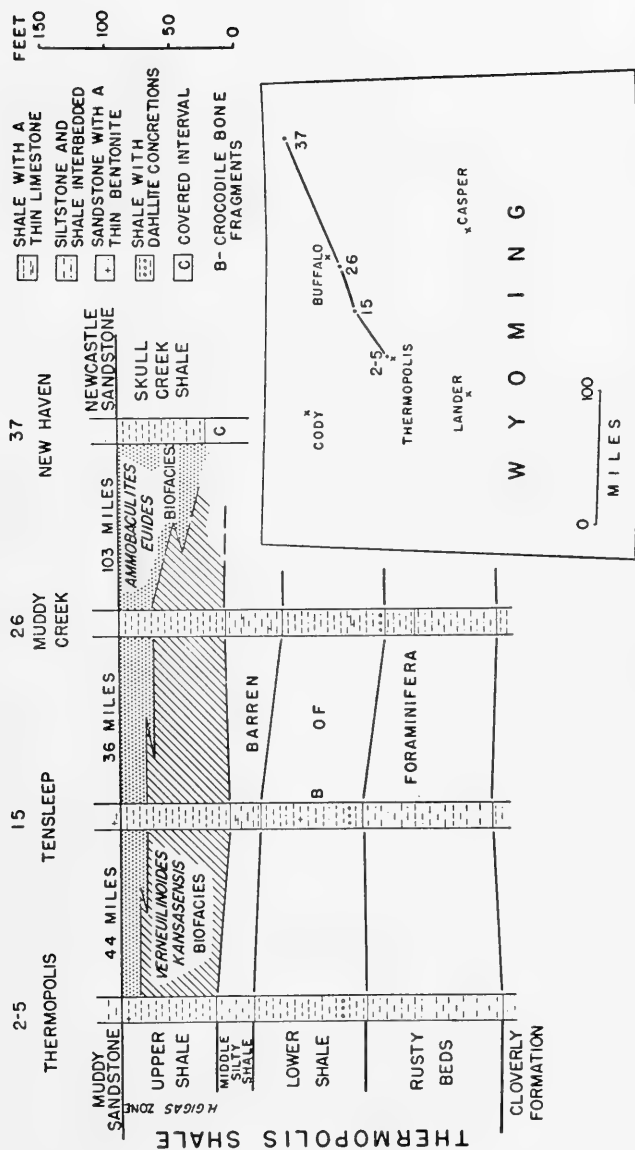 2-5
THERMOPOLIS
15
TENSLEEP
26
MUDDY
CREEK
37
NEW HAVEN
44 MILES
36 MILES
103 MILES
MUDDY
SANDSTONE
NEWCASTLE
SANDSTONE
THERMOPOLIS SHALE
H.GIGAS ZONE
UPPER
SHALE
MIDDLE
SILTY
SHALE
LOWER
SHALE
RUSTY
BEDS
CLOVERLY
FORMATION
VERNEUILINOIDES
KANSASENSIS
BIOFACIES
AMMOBACULITES
EUIDES
BIOFACIES
BARREN
OF
FORAMINIFERA
B
SKULL
CREEK
SHALE
C
SHALE WITH A
THIN LIMESTONE
SILTSTONE AND
SHALE INTERBEDDED
SANDSTONE WITH A
THIN BENTONITE
SHALE WITH
DAHLLITE CONCRETIONS
C COVERED INTERVAL
B-CROCODILE BONE
FRAGMENTS
FEET
150
100
50
0
37
BUFFALO
26
15
CODY
2-5
THERMOPOLIS
CASPER
LANDER
WYOMING
0 100
MILES